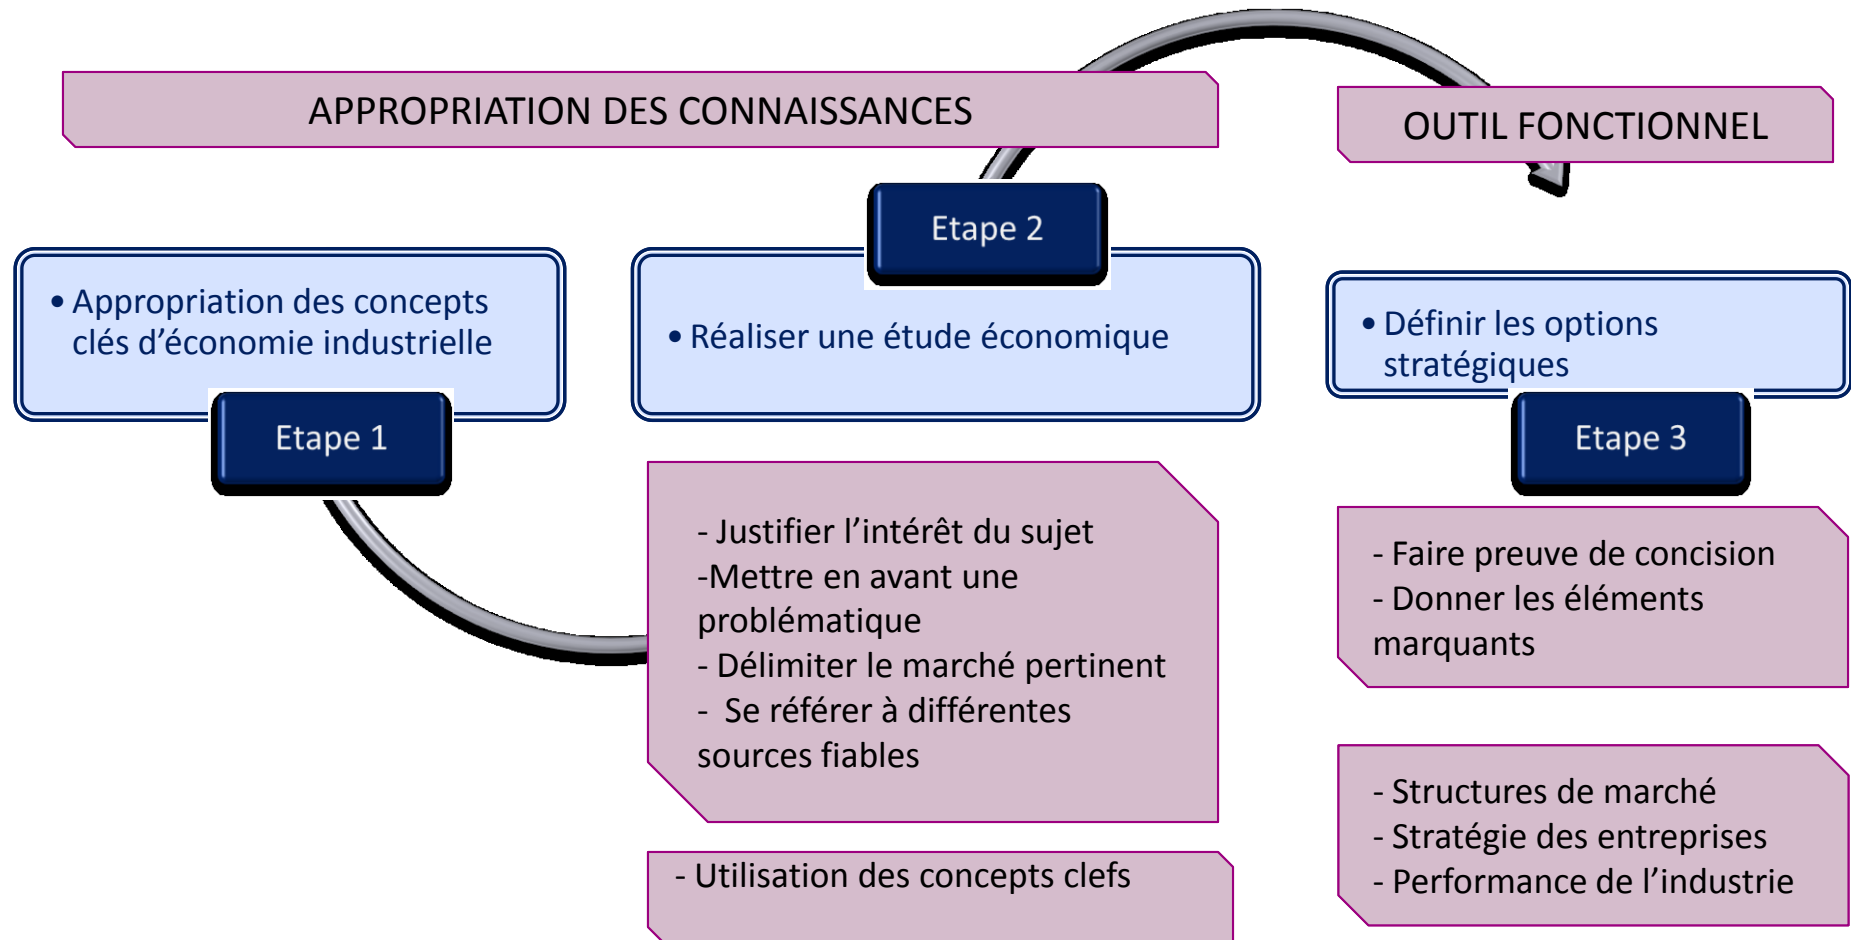 APPROPRIATION DES CONNAISSANCES
OUTIL FONCTIONNEL
Etape 2
• Appropriation des concepts
clés d’économie industrielle
• Réaliser une étude économique
• Définir les options
stratégiques
Etape 1
Etape 3
- Justifier l’intérêt du sujet
-Mettre en avant une
problématique
- Délimiter le marché pertinent
- Se référer à différentes
sources fiables
- Faire preuve de concision
- Donner les éléments
marquants
- Utilisation des concepts clefs
- Structures de marché
- Stratégie des entreprises
- Performance de l’industrie